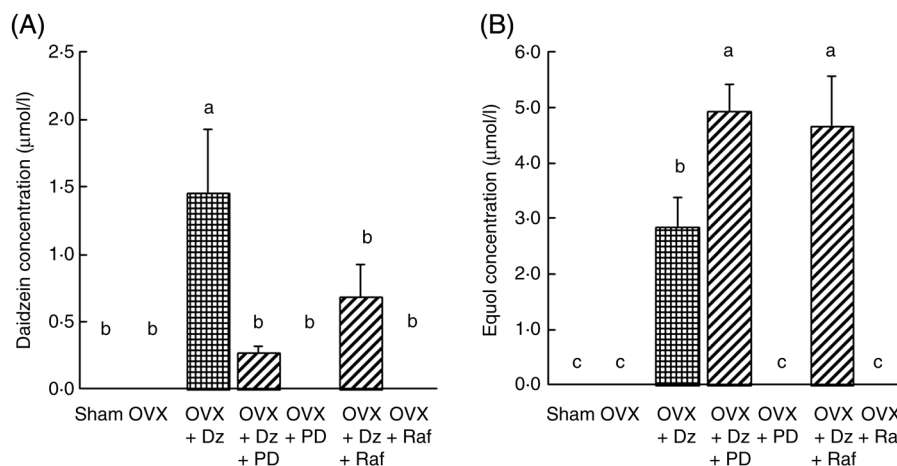 (A)
Daidzein concentration (µmol/l)
2·5
2·0
1·5
1·0
0·5
0·0
b
b
a
b
b
b
b
Sham OVX OVX OVX OVX OVX OVX
+ Dz + Dz + PD + Dz + Raf
+ PD + Raf
(B)
Equol concentration (µmol/l)
6·0
5·0
4·0
3·0
2·0
1·0
0·0
c
c
b
a
c
a
c
Sham OVX OVX OVX OVX OVX OVX
+ Dz + Dz + PD + Dz + Ra
+ PD + Raf